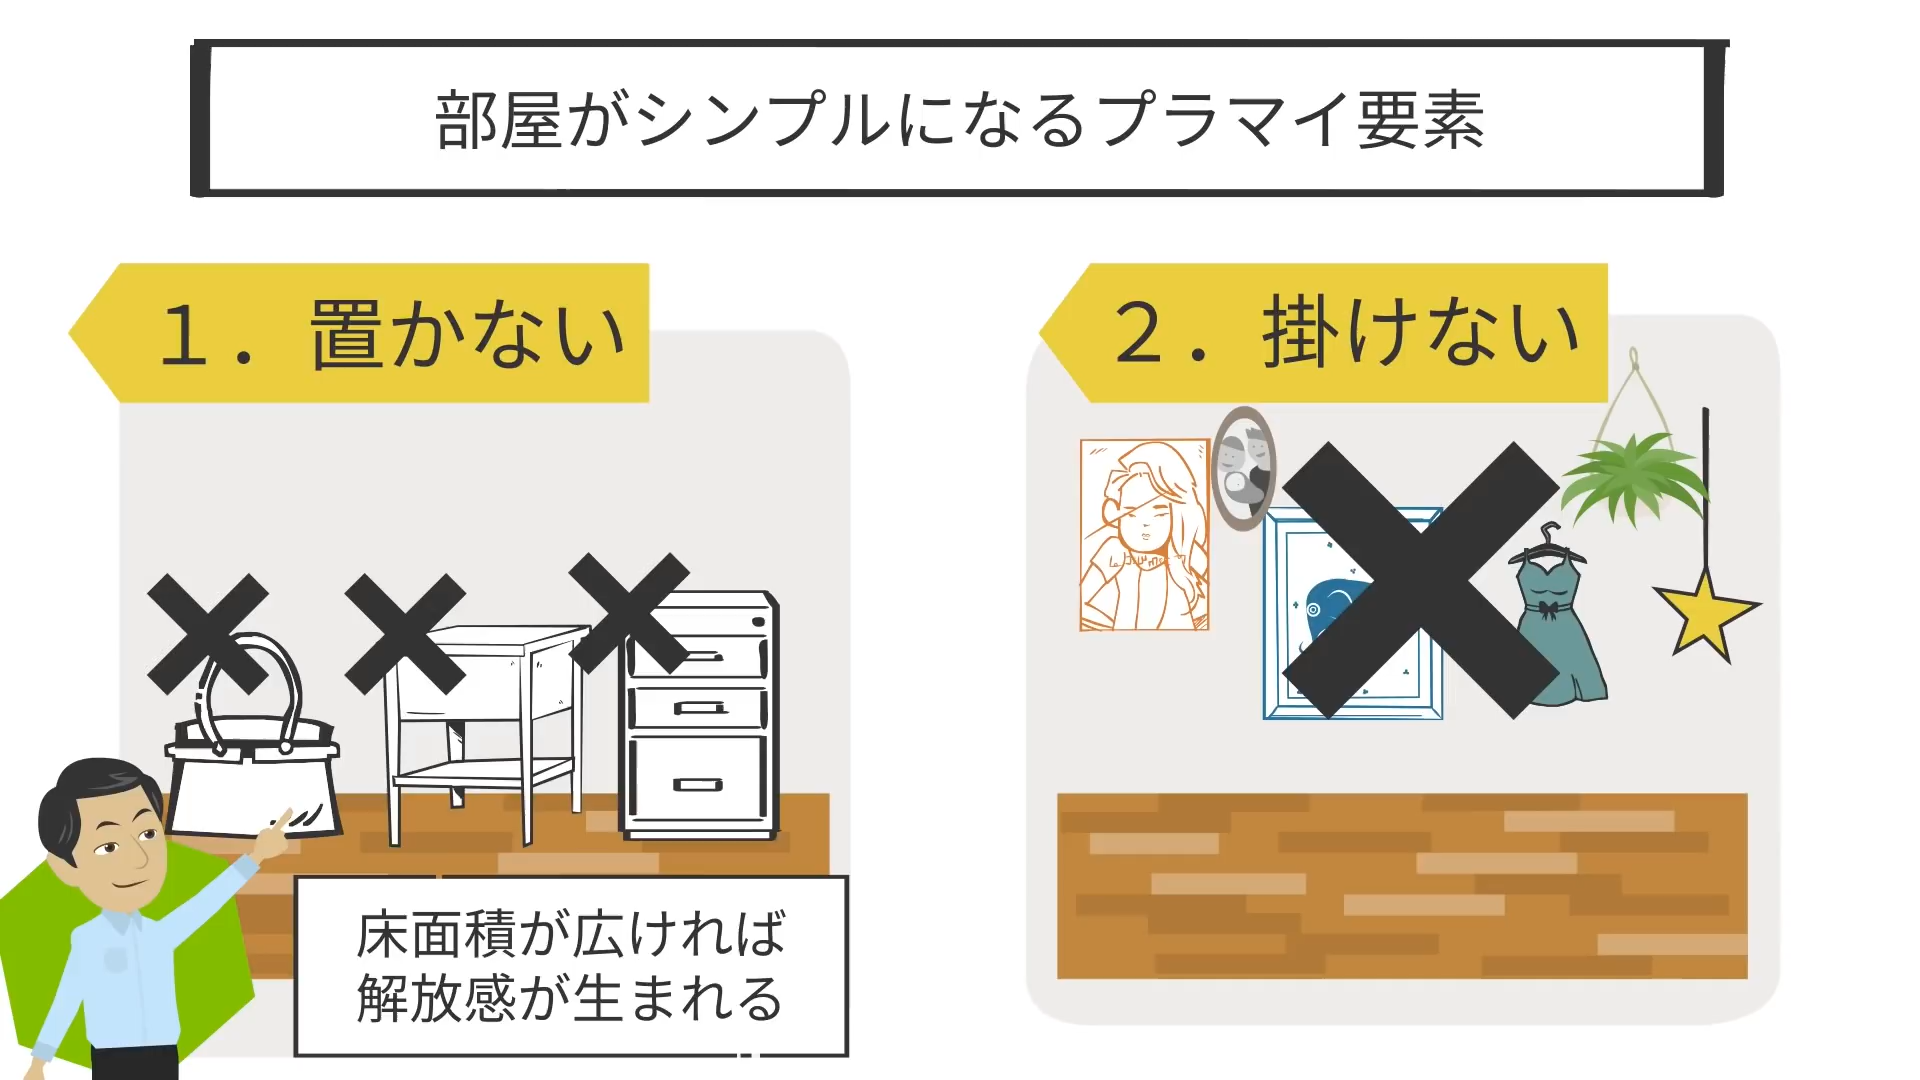 部屋がシンプルになるプラマイ要素
１．置かない
２．掛けない
床面積が広ければ
解放感が生まれる